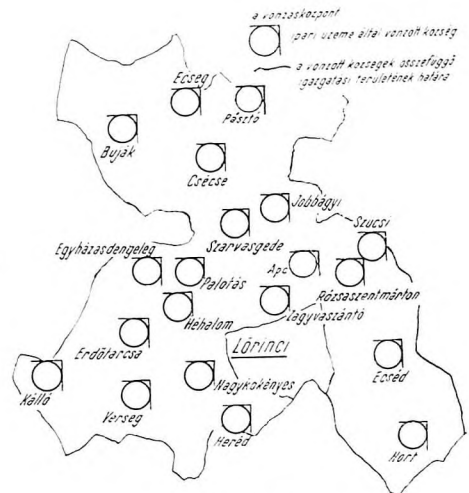 a vonzásközpont
ipari üzeme által vonzott község
a vonzott községek összefüggő
igazgatási területének határa
Ecseg
Pásztó
Buják
Csécse
Jobbágyi
Szarvasgede
Szucsi
Egyházasdengeleg
Palotás
Apc
Rózsaszentmárton
Héhalom
Zagyvaszántó
Erdőtarcsa
LŐRINCI
Ecséd
Kálló
Nagykökényes
Verseg
Heréd
Hort